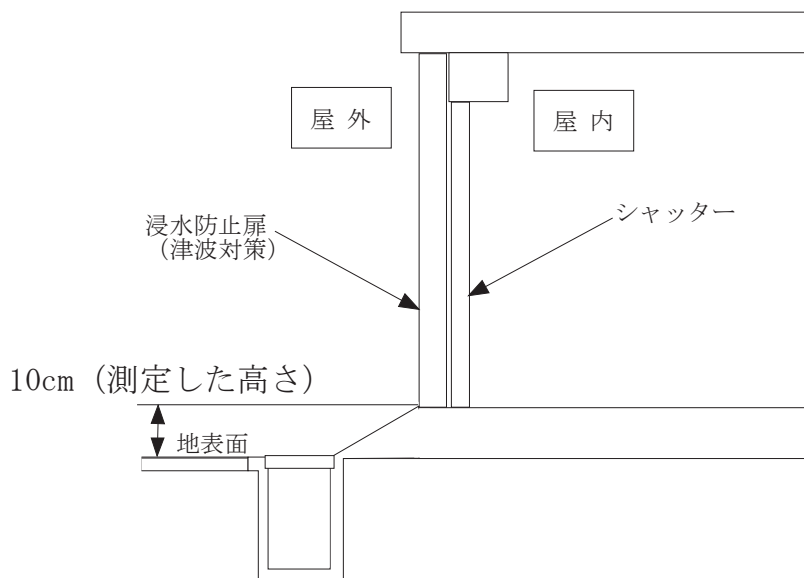 屋 外
屋 内
浸水防止扉
（津波対策）
シャッター
10cm（測定した高さ）
地表面